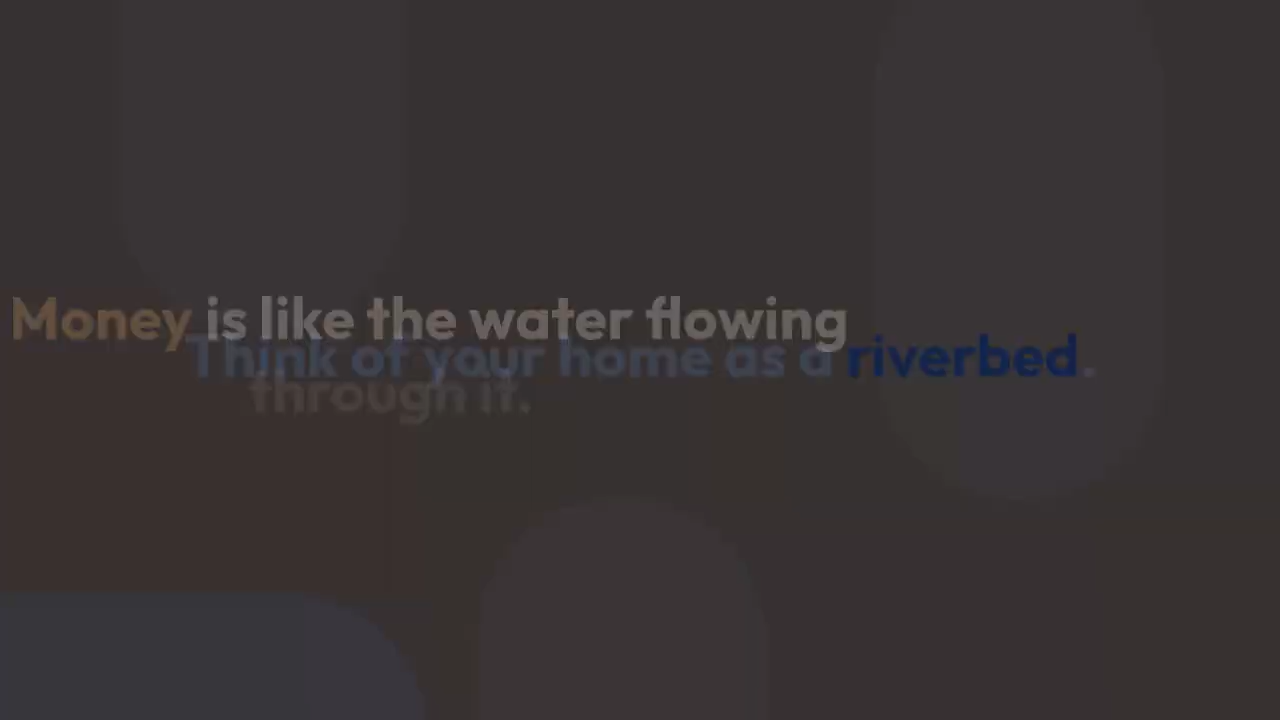 Money is like the water flowing
Think of your home as a riverbed.
through it.